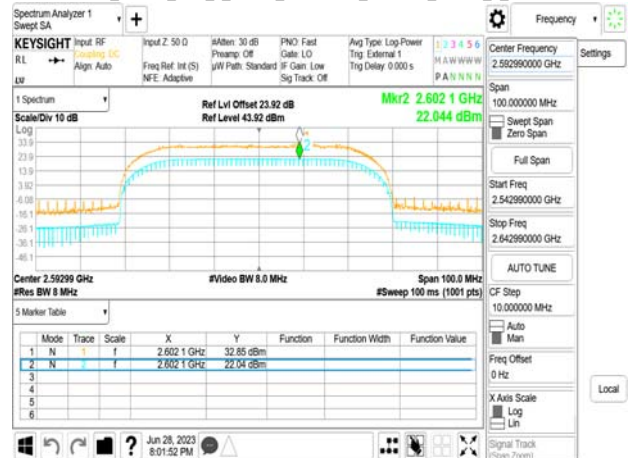 Spectrum Analyzer 1
Swept SA
Frequency
KEYSIGHT
RL
Input: RF
Coupling: DC
Align: Auto
Input Z: 50 Ω
Freq Ref: Int (S)
NFE: Adaptive
#Atten: 30 dB
Preamp: Off
µW Path: Standard
PNO: Fast
Gate: LO
IF Gain: Low
Sig Track: Off
Avg Type: Log-Power
Trig: External 1
Trig Delay: 0.000 s
1 2 3 4 5 6
M A W W W W
P A N N N N
Center Frequency
2.592990000 GHz
Settings
Span
100.000000 MHz
Swept Span
Zero Span
Full Span
Start Freq
2.542990000 GHz
Stop Freq
2.642990000 GHz
AUTO TUNE
CF Step
10.000000 MHz
Auto
Man
Freq Offset
0 Hz
X Axis Scale
Log
Lin
Local
Signal Track
(Span Zoom)
1 Spectrum
Scale/Div 10 dB
Ref Lvl Offset 23.92 dB
Ref Level 43.92 dBm
Mkr2 2.602 1 GHz
22.044 dBm
Log
33.9
23.9
13.9
3.92
-6.08
-16.1
-26.1
-36.1
-46.1
2
Center 2.59299 GHz
#Res BW 8 MHz
#Video BW 8.0 MHz
Span 100.0 MHz
#Sweep 100 ms (1001 pts)
5 Marker Table
Mode Trace Scale X Y Function Function Width Function Value
1 N 1 f 2.602 1 GHz 32.85 dBm
2 N 2 f 2.602 1 GHz 22.04 dBm
3
4
5
6
?
Jun 28, 2023
8:01:52 PM